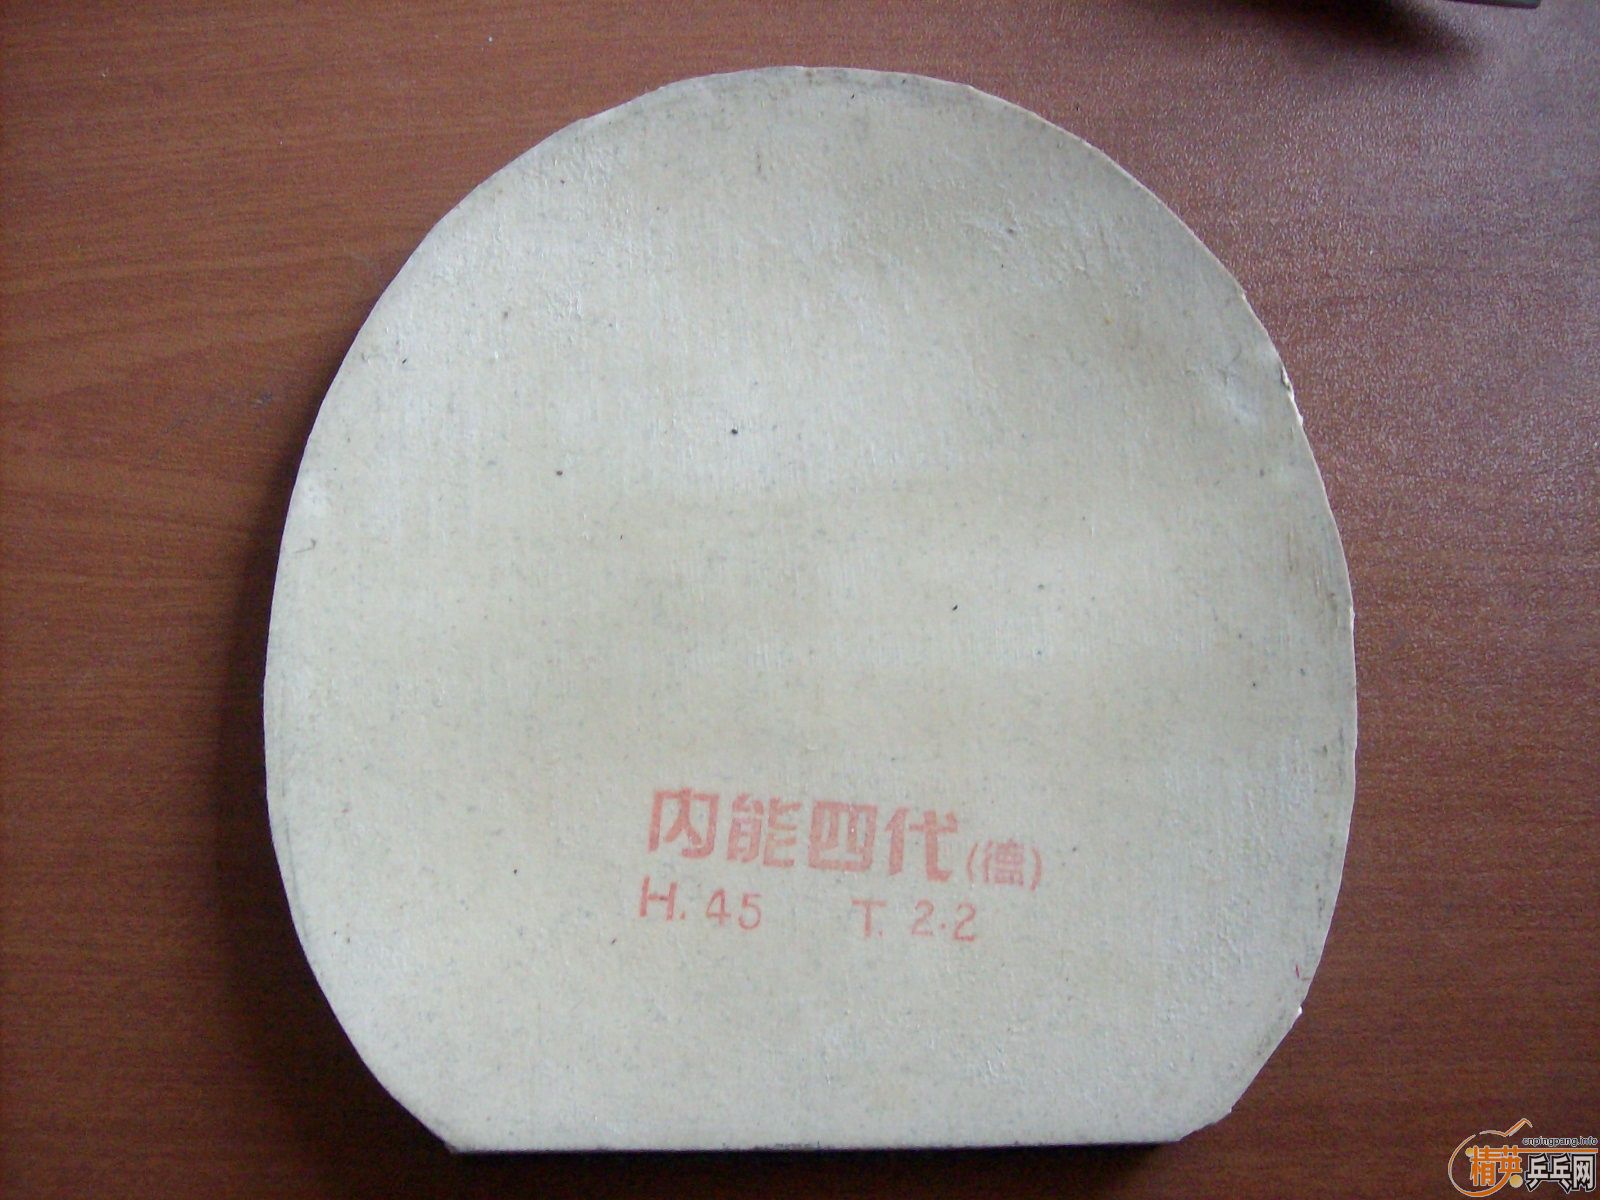 内能四代(德)
H. 45 T. 2.2
cnpingpang.info
精英乒乓网